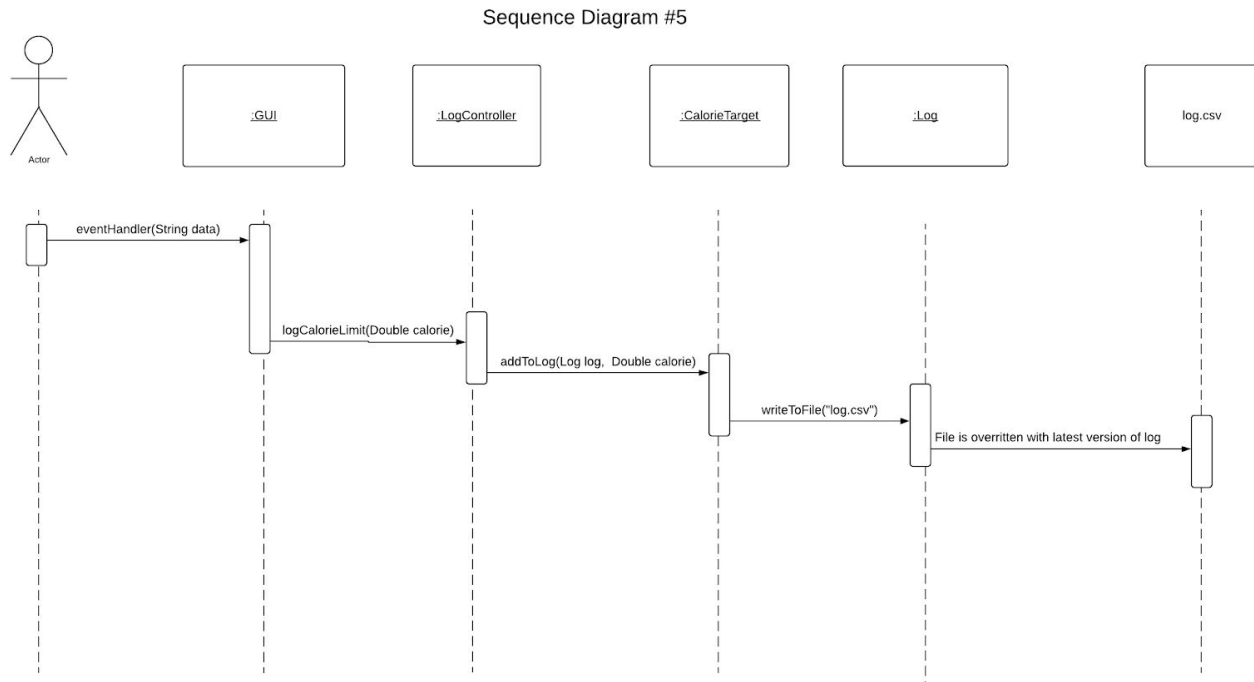 Sequence Diagram #5
Actor
:GUI
:LogController
:CalorieTarget
:Log
log.csv
eventHandler(String data)
logCalorieLimit(Double calorie)
addToLog(Log log,  Double calorie)
writeToFile("log.csv")
File is overritten with latest version of log